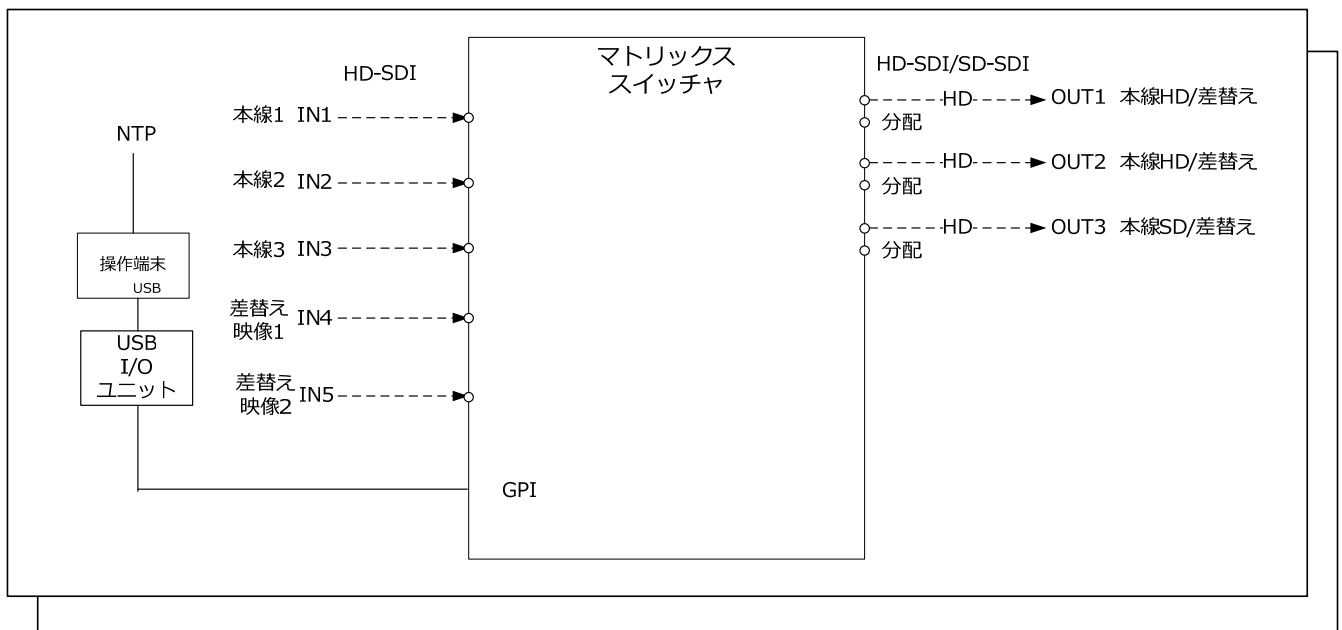 マトリックス
スイッチャ
HD-SDI
HD-SDI/SD-SDI
NTP
操作端末
USB
USB
I/O
ユニット
本線1 IN1
本線2 IN2
本線3 IN3
差替え
映像1 IN4
差替え
映像2 IN5
GPI
HD OUT1 本線HD/差替え
分配
HD OUT2 本線HD/差替え
分配
HD OUT3 本線SD/差替え
分配